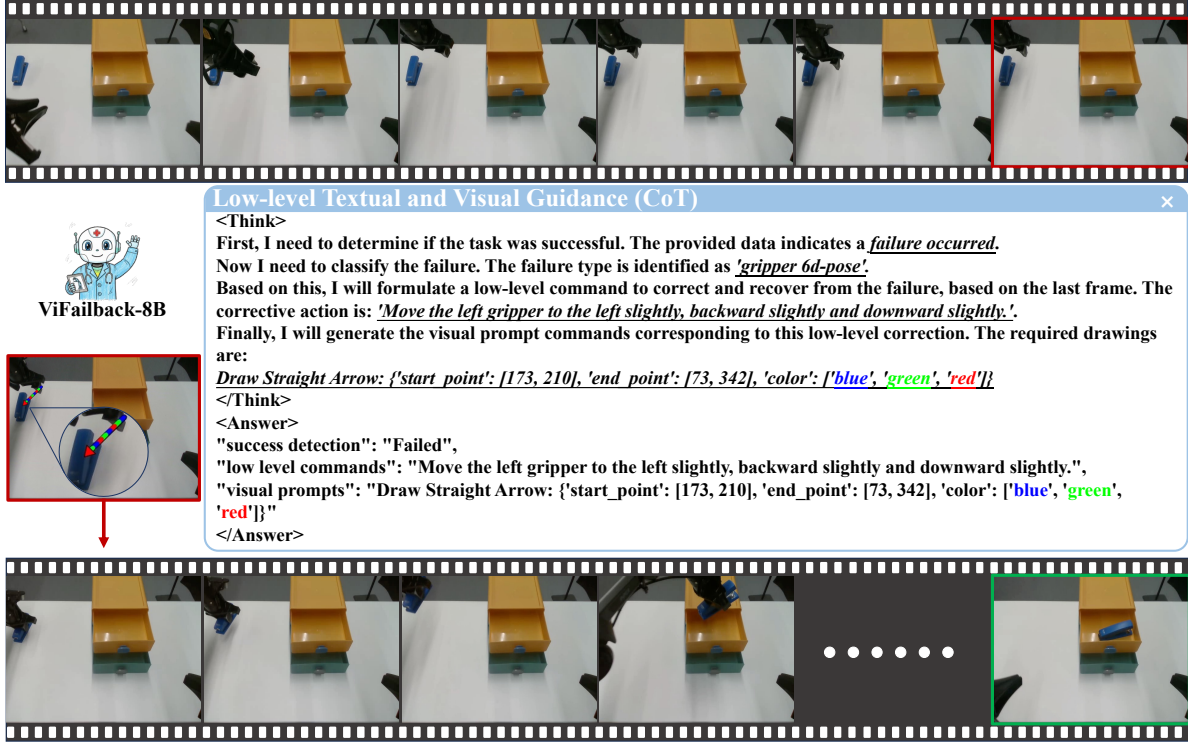 Low-level Textual and Visual Guidance (CoT)
×
<Think>
First, I need to determine if the task was successful. The provided data indicates a failure occurred.
Now I need to classify the failure. The failure type is identified as 'gripper 6d-pose'.
Based on this, I will formulate a low-level command to correct and recover from the failure, based on the last frame. The
corrective action is: 'Move the left gripper to the left slightly, backward slightly and downward slightly.'.
Finally, I will generate the visual prompt commands corresponding to this low-level correction. The required drawings
are:
Draw Straight Arrow: {'start_point': [173, 210], 'end_point': [73, 342], 'color': ['blue', 'green', 'red']}
</Think>
<Answer>
"success detection": "Failed",
"low level commands": "Move the left gripper to the left slightly, backward slightly and downward slightly.",
"visual prompts": "Draw Straight Arrow: {'start_point': [173, 210], 'end_point': [73, 342], 'color': ['blue', 'green',
'red']}"
</Answer>
ViFailback-8B